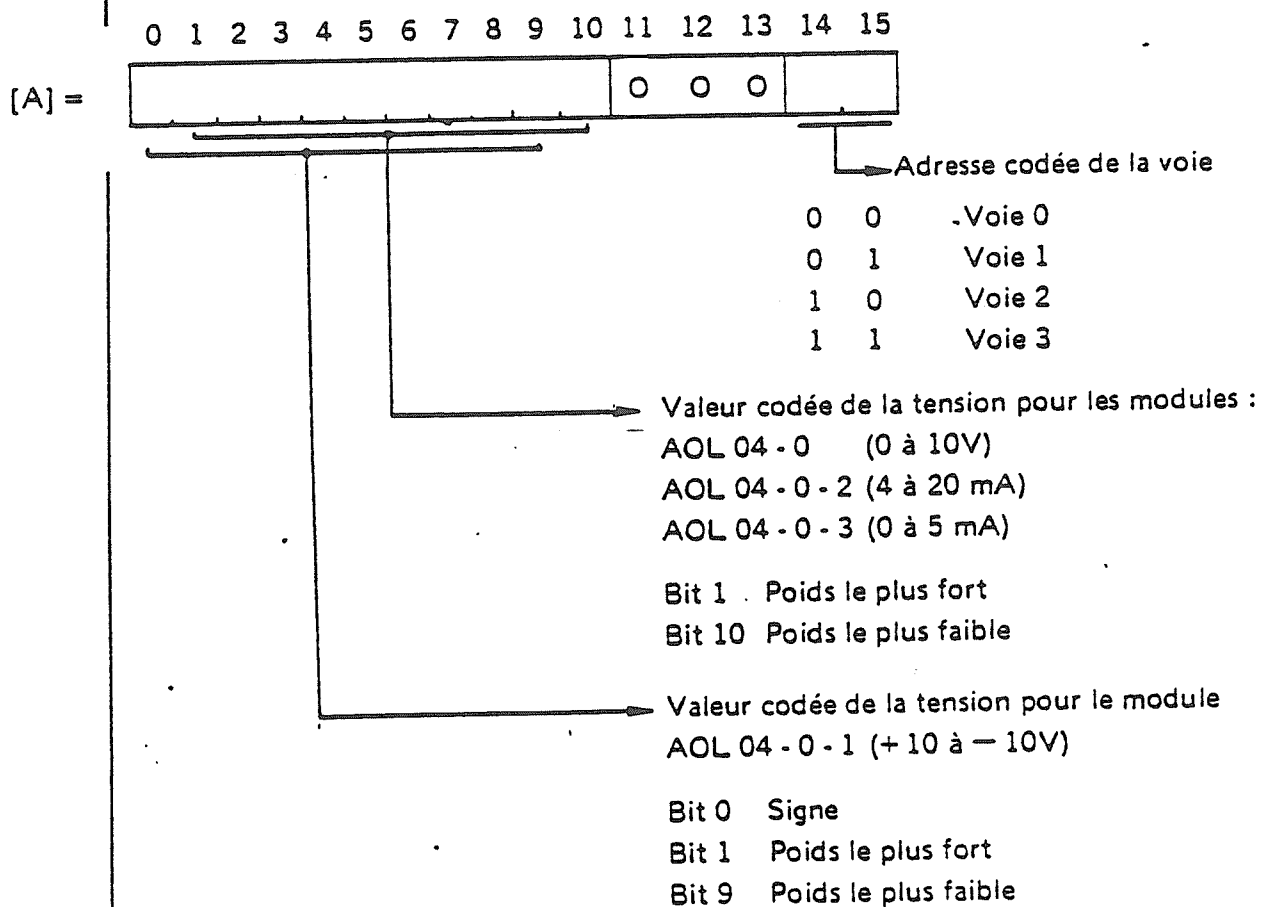 0 1 2 3 4 5 6 7 8 9 10 11 12 13 14 15
[A] = 0 0 0
Adresse codée de la voie
0 0 Voie 0
0 1 Voie 1
1 0 Voie 2
1 1 Voie 3
Valeur codée de la tension pour les modules :
AOL 04 - 0 (0 à 10V)
AOL 04 - 0 - 2 (4 à 20 mA)
AOL 04 - 0 - 3 (0 à 5 mA)
Bit 1 Poids le plus fort
Bit 10 Poids le plus faible
Valeur codée de la tension pour le module
AOL 04 - 0 - 1 (+ 10 à — 10V)
Bit 0 Signe
Bit 1 Poids le plus fort
Bit 9 Poids le plus faible